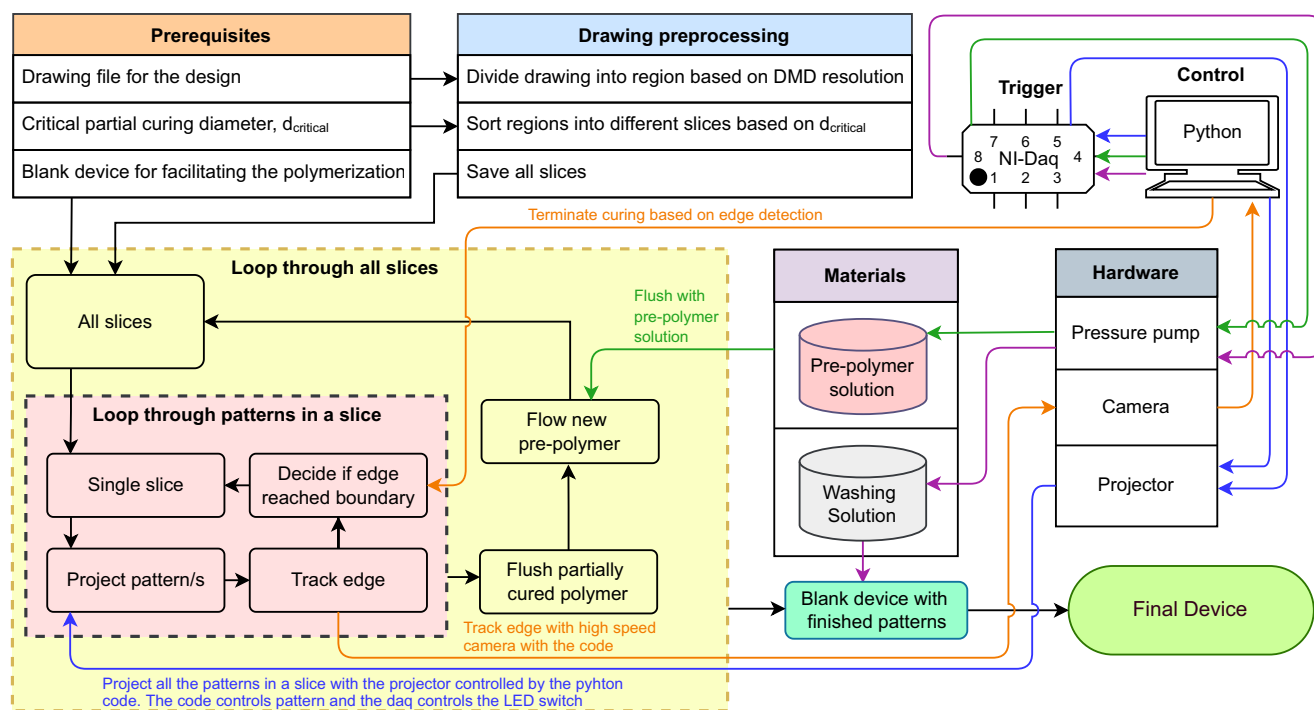 Prerequisites
Drawing file for the design
Critical partial curing diameter, dcritical
Blank device for facilitating the polymerization
Drawing preprocessing
Divide drawing into region based on DMD resolution
Sort regions into different slices based on dcritical
Save all slices
Trigger
Control
7 6 5
8 NI-Daq 4
1 2 3
Python
Terminate curing based on edge detection
Loop through all slices
All slices
Flush with
pre-polymer
solution
Loop through patterns in a slice
Single slice
Decide if edge
reached boundary
Project pattern/s
Track edge
Flow new
pre-polymer
Flush partially
cured polymer
Track edge with high speed
camera with the code
Project all the patterns in a slice with the projector controlled by the pyhton
code. The code controls pattern and the daq controls the LED switch
Materials
Pre-polymer
solution
Washing
Solution
Hardware
Pressure pump
Camera
Projector
Blank device with
finished patterns
Final Device